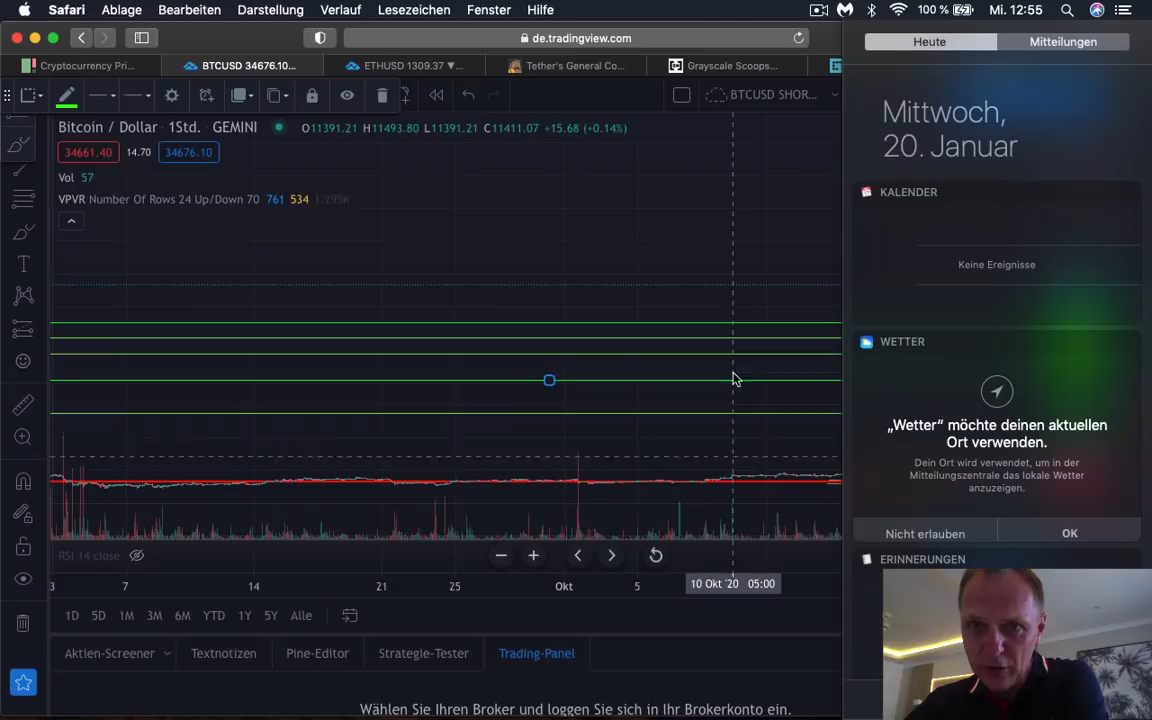 Safari Ablage Bearbeiten Darstellung Verlauf Lesezeichen Fenster Hilfe 100 % Mi. 12:55
de.tradingview.com
Heute Mitteilungen
Cryptocurrency Pri... BTCUSD 34676.10... ETHUSD 1309.37 ▼... Tether's General Co... Grayscale Scoops...
BTCUSD SHOR...
Bitcoin / Dollar · 1Std. · GEMINI O11391.21 H11493.80 L11391.21 C11411.07 +15.68 (+0.14%)
34661.40 14.70 34676.10
Vol 57
VPVR Number Of Rows 24 Up/Down 70 761 534 1.295K
Mittwoch,
20. Januar
KALENDER
Keine Ereignisse
WETTER
„Wetter“ möchte deinen aktuellen
Ort verwenden.
Dein Ort wird verwendet, um in der
Mitteilungszentrale das lokale Wetter
anzuzeigen.
Nicht erlauben OK
ERINNERUNGEN
RSI 14 close
3 7 14 21 25 Okt 5 10 Okt '20 05:00
1D 5D 1M 3M 6M YTD 1Y 5Y Alle
Aktien-Screener Textnotizen Pine-Editor Strategie-Tester Trading-Panel
Wählen Sie Ihren Broker und loggen Sie sich in Ihr Brokerkonto ein.